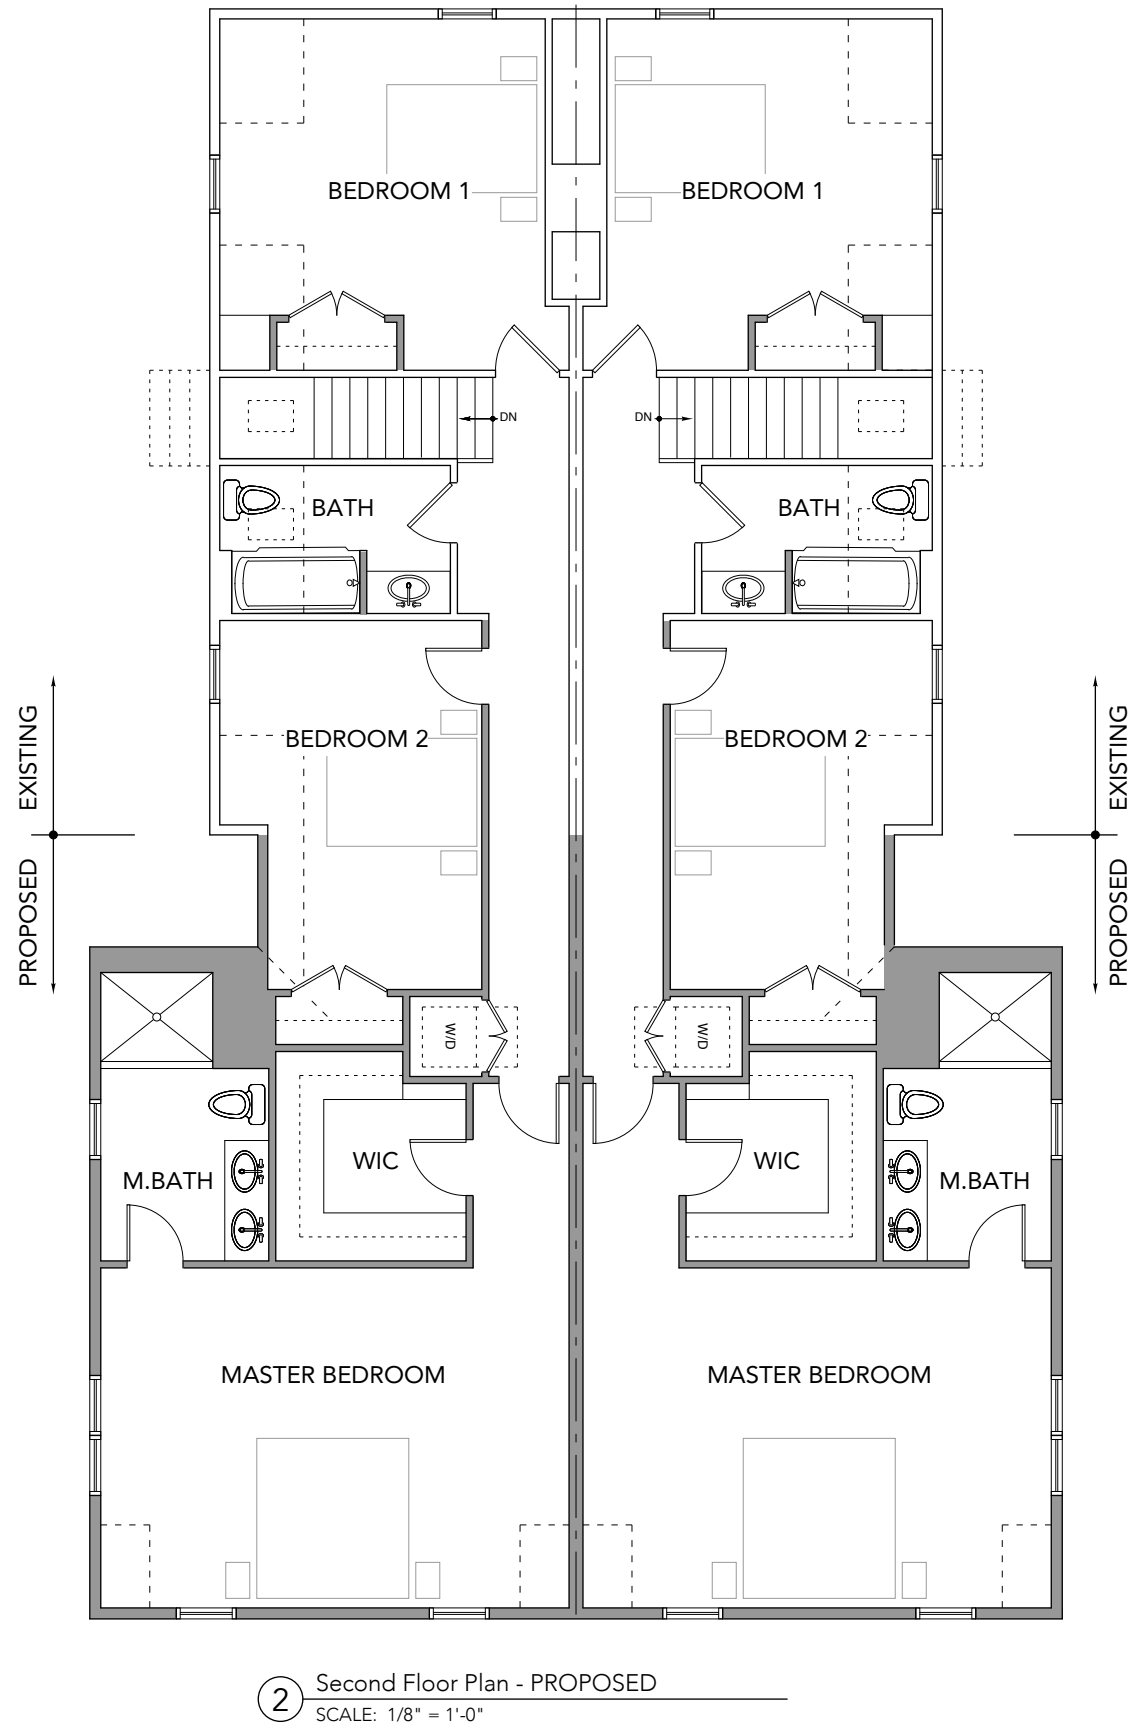 BEDROOM 1
BEDROOM 1
DN
DN
BATH
BATH
EXISTING
EXISTING
BEDROOM 2
BEDROOM 2
PROPOSED
PROPOSED
W/D
W/D
WIC
WIC
M.BATH
M.BATH
MASTER BEDROOM
MASTER BEDROOM
2
Second Floor Plan - PROPOSED
SCALE: 1/8" = 1'-0"